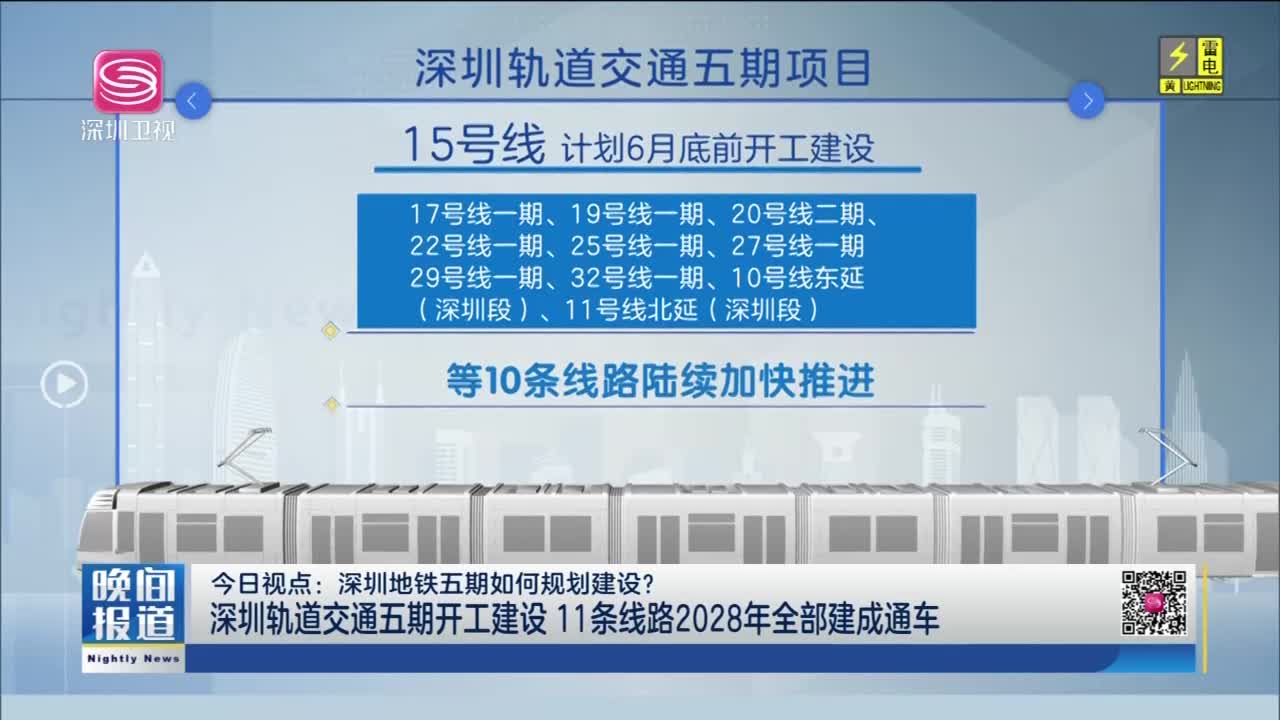 深圳轨道交通五期项目
雷电
黄 LIGHTNING
深圳卫视
15号线 计划6月底前开工建设
17号线一期、19号线一期、20号线二期、
22号线一期、25号线一期、27号线一期
29号线一期、32号线一期、10号线东延
（深圳段）、11号线北延（深圳段）
Nightly News
等10条线路陆续加快推进
晚间报道
Nightly News
今日视点：深圳地铁五期如何规划建设？
深圳轨道交通五期开工建设 11条线路2028年全部建成通车